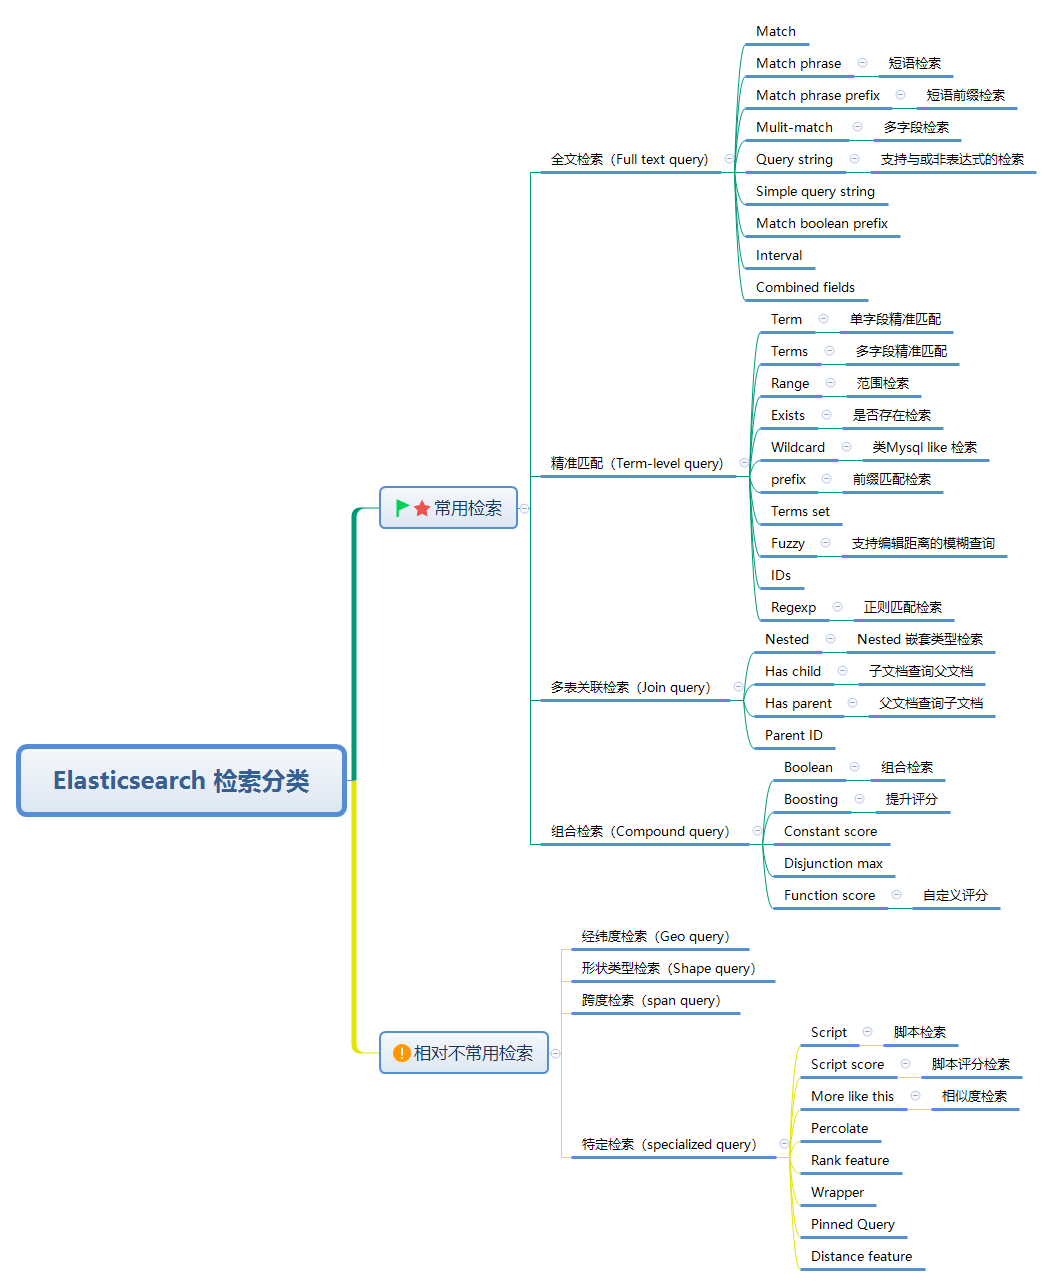 Elasticsearch 检索分类
常用检索
全文检索（Full text query）
Match
Match phrase
短语检索
Match phrase prefix
短语前缀检索
Mulit-match
多字段检索
Query string
支持与或非表达式的检索
Simple query string
Match boolean prefix
Interval
Combined fields
精准匹配（Term-level query）
Term
单字段精准匹配
Terms
多字段精准匹配
Range
范围检索
Exists
是否存在检索
Wildcard
类Mysql like 检索
prefix
前缀匹配检索
Terms set
Fuzzy
支持编辑距离的模糊查询
IDs
Regexp
正则匹配检索
多表关联检索（Join query）
Nested
Nested 嵌套类型检索
Has child
子文档查询父文档
Has parent
父文档查询子文档
Parent ID
组合检索（Compound query）
Boolean
组合检索
Boosting
提升评分
Constant score
Disjunction max
Function score
自定义评分
相对不常用检索
经纬度检索（Geo query）
形状类型检索（Shape query）
跨度检索（span query）
特定检索（specialized query）
Script
脚本检索
Script score
脚本评分检索
More like this
相似度检索
Percolate
Rank feature
Wrapper
Pinned Query
Distance feature